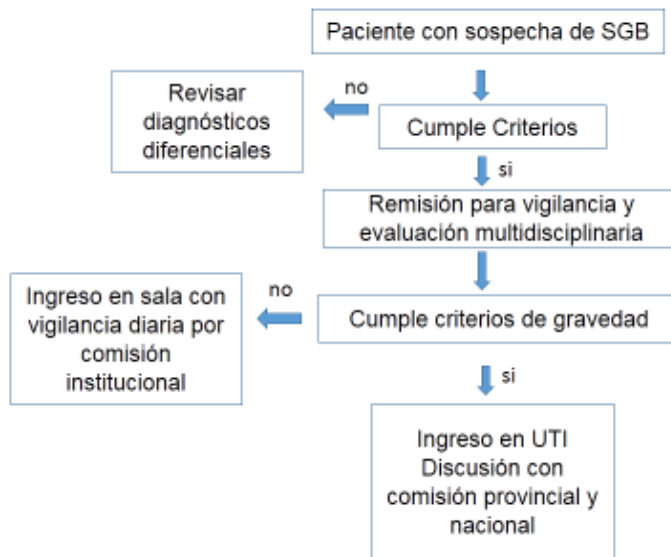 Paciente con sospecha de SGB
no
Revisar
diagnósticos
diferenciales
Cumple Criterios
si
Remisión para vigilancia y
evaluación multidisciplinaria
no
Ingreso en sala con
vigilancia diaria por
comisión
institucional
Cumple criterios de gravedad
si
Ingreso en UTI
Discusión con
comisión provincial y
nacional